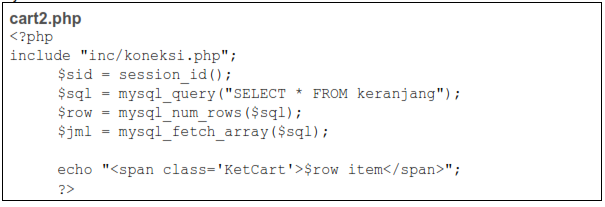 cart2.php
<?php
include "inc/koneksi.php";
$sid = session_id();
$sql = mysql_query("SELECT * FROM keranjang");
$row = mysql_num_rows($sql);
$jml = mysql_fetch_array($sql);
echo "<span class='KetCart'>$row item</span>";
?>